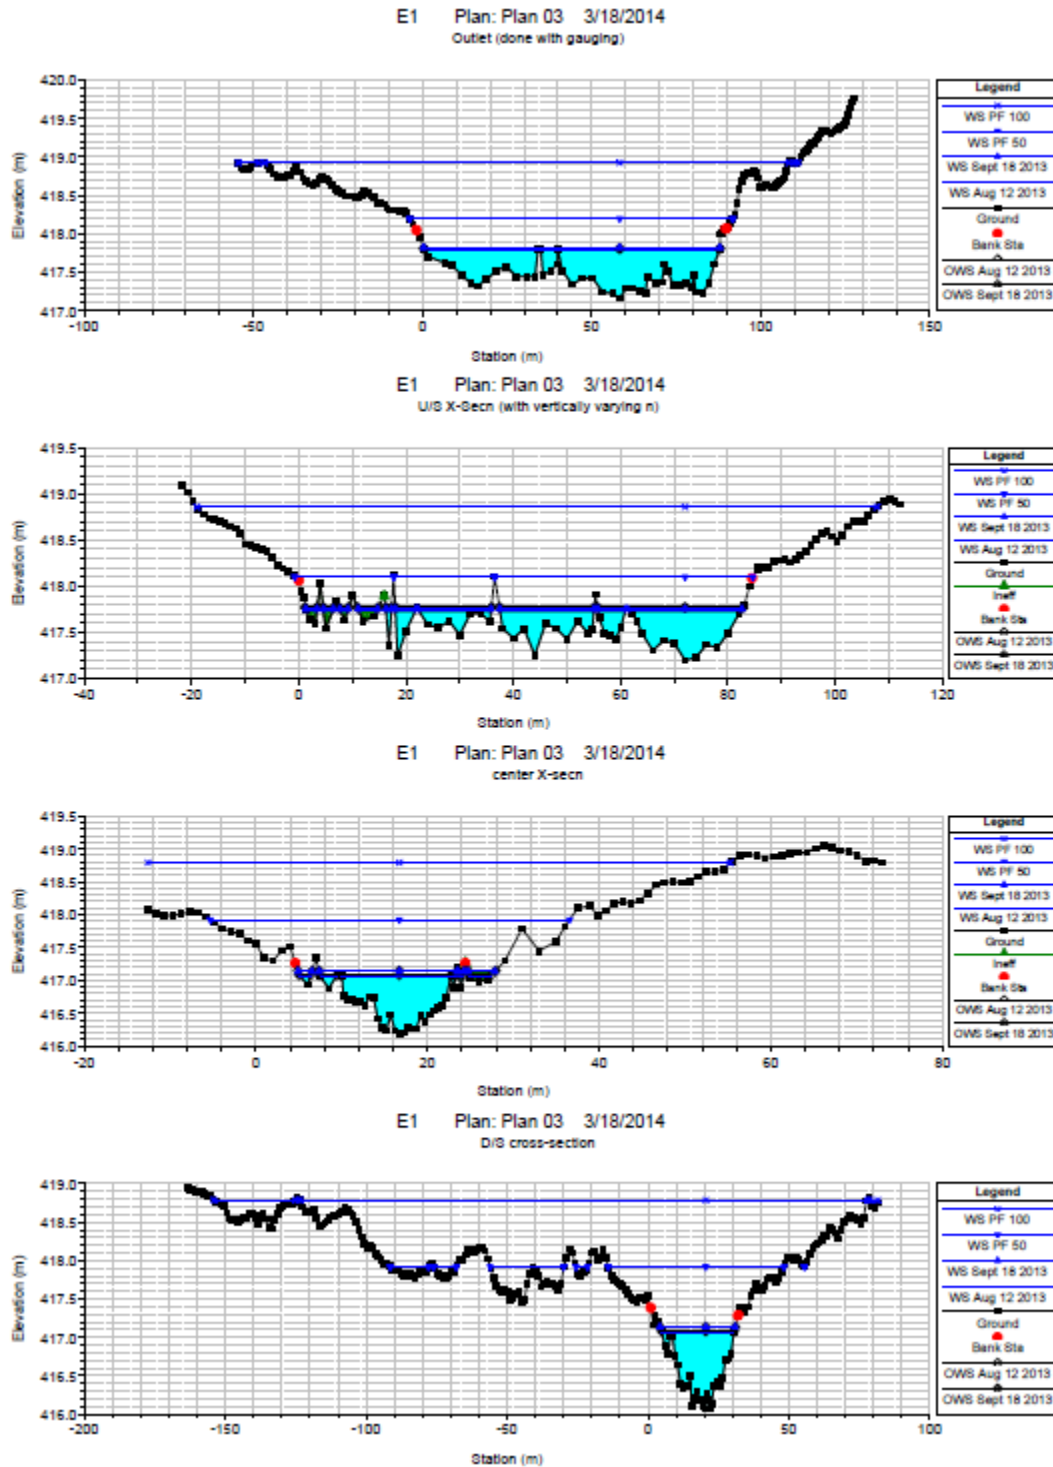 E1 Plan: Plan 03 3/18/2014
Outlet (done with gauging)
420.0
419.5
419.0
418.5
418.0
417.5
417.0
Elevation (m)
-100
-50
0
50
100
150
Station (m)
Legend
WS PF 100
WS PF 50
WS Sept 18 2013
WS Aug 12 2013
Ground
Bank Sta
OWS Aug 12 2013
OWS Sept 18 2013
E1 Plan: Plan 03 3/18/2014
U/S X-Secn (with vertically varying n)
419.5
419.0
418.5
418.0
417.5
417.0
Elevation (m)
-40
-20
0
20
40
60
80
100
120
Station (m)
Legend
WS PF 100
WS PF 50
WS Sept 18 2013
WS Aug 12 2013
Ground
Ineff
Bank Sta
OWS Aug 12 2013
OWS Sept 18 2013
E1 Plan: Plan 03 3/18/2014
center X-secn
419.5
419.0
418.5
418.0
417.5
417.0
416.5
416.0
Elevation (m)
-20
0
20
40
60
80
Station (m)
Legend
WS PF 100
WS PF 50
WS Sept 18 2013
WS Aug 12 2013
Ground
Ineff
Bank Sta
OWS Aug 12 2013
OWS Sept 18 2013
E1 Plan: Plan 03 3/18/2014
D/S cross-section
419.0
418.5
418.0
417.5
417.0
416.5
416.0
Elevation (m)
-200
-150
-100
-50
0
50
100
Station (m)
Legend
WS PF 100
WS PF 50
WS Sept 18 2013
WS Aug 12 2013
Ground
Bank Sta
OWS Aug 12 2013
OWS Sept 18 2013